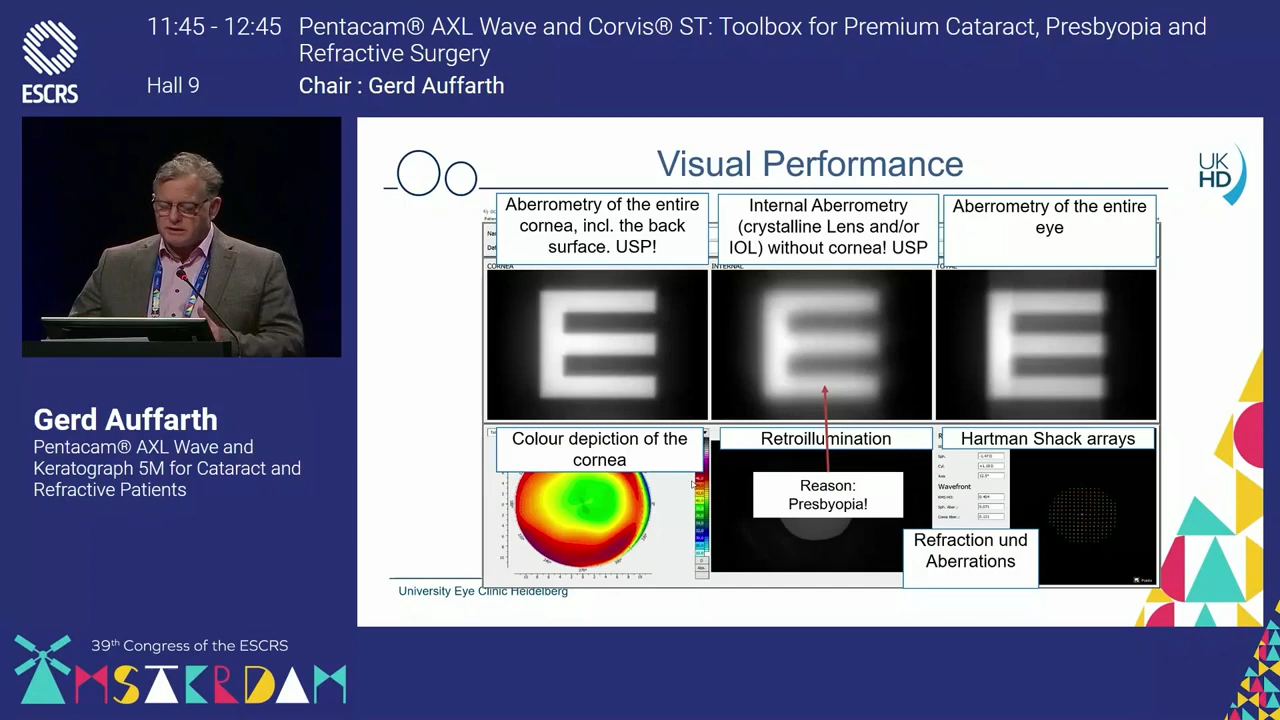 11:45 - 12:45
Pentacam® AXL Wave and Corvis® ST: Toolbox for Premium Cataract, Presbyopia and
Refractive Surgery
Hall 9
Chair : Gerd Auffarth
ESCRS
Visual Performance
UK
HD
Aberrometry of the entire
cornea, incl. the back
surface. USP!
Internal Aberrometry
(crystalline Lens and/or
IOL) without cornea! USP
Aberrometry of the entire
eye
CORNEA
INTERNAL
E
E
E
Colour depiction of the
cornea
Retroillumination
Hartman Shack arrays
Reason:
Presbyopia!
Wavefront
Refraction und
Aberrations
University Eye Clinic Heidelberg
Gerd Auffarth
Pentacam® AXL Wave and
Keratograph 5M for Cataract and
Refractive Patients
39th Congress of the ESCRS
AMSTERDAM